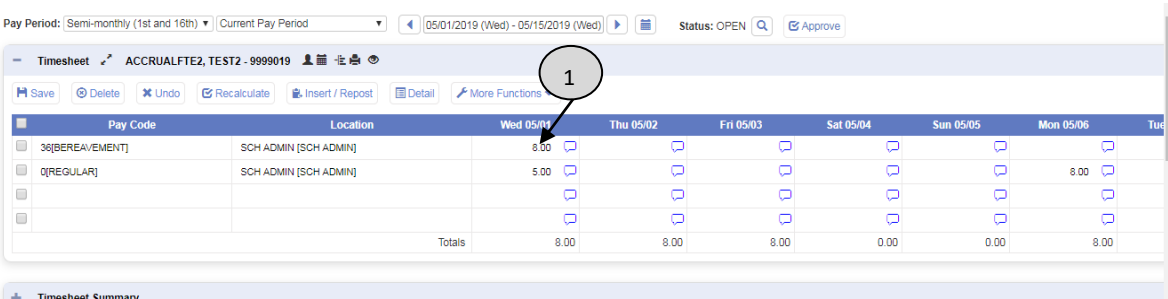 Pay Period: Semi-monthly (1st and 16th) Current Pay Period 05/01/2019 (Wed) - 05/15/2019 (Wed) Status: OPEN Approve
Timesheet ACCRUALFTE2, TEST2 - 9999019
1
Save Delete Undo Recalculate Insert / Repost Detail More Functions
Pay Code Location Wed 05/01 Thu 05/02 Fri 05/03 Sat 05/04 Sun 05/05 Mon 05/06 Tue
36[BEREAVEMENT] SCH ADMIN [SCH ADMIN] 8.00
0[REGULAR] SCH ADMIN [SCH ADMIN] 5.00 8.00
Totals 8.00 8.00 8.00 0.00 0.00 8.00
Timesheet Summary